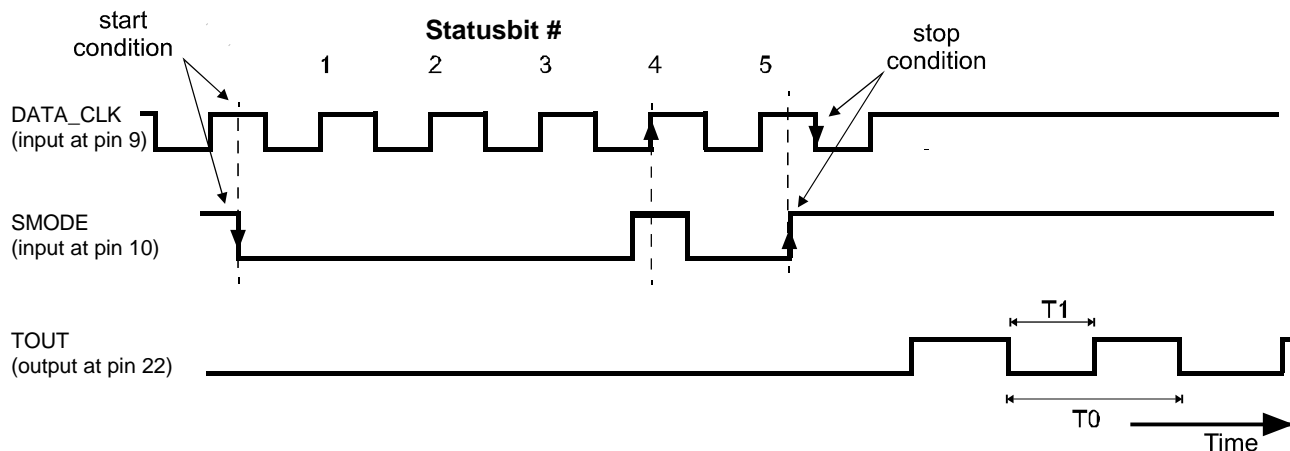 start
condition
Statusbit #
1 2 3 4 5
stop
condition
DATA_CLK
(input at pin 9)
SMODE
(input at pin 10)
TOUT
(output at pin 22)
T1
T0
Time